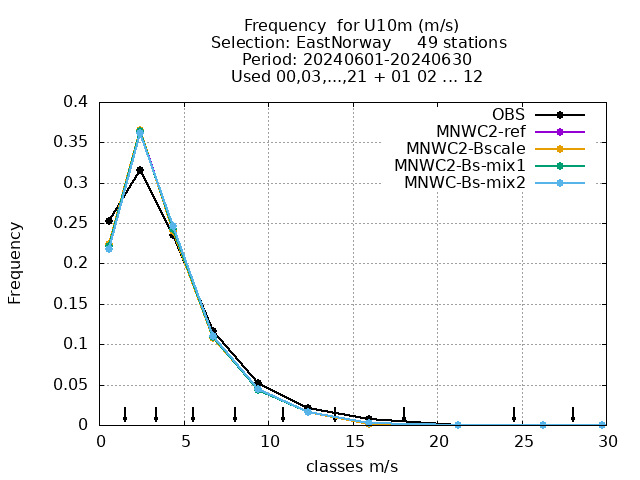 Frequency  for U10m (m/s)
Selection: EastNorway     49 stations
Period: 20240601-20240630
Used 00,03,...,21 + 01 02 ... 12
OBS
MNWC2-ref
MNWC2-Bscale
MNWC2-Bs-mix1
MNWC-Bs-mix2
0.4
0.35
0.3
0.25
0.2
0.15
0.1
0.05
0
Frequency
0 5 10 15 20 25 30
classes m/s